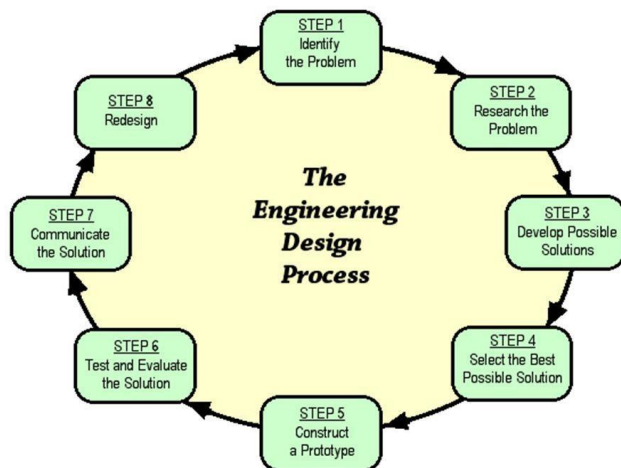 STEP 1
Identify
the Problem
STEP 2
Research the
Problem
STEP 3
Develop Possible
Solutions
STEP 4
Select the Best
Possible Solution
STEP 5
Construct
a Prototype
STEP 6
Test and Evaluate
the Solution
STEP 7
Communicate
the Solution
STEP 8
Redesign
The
Engineering
Design
Process